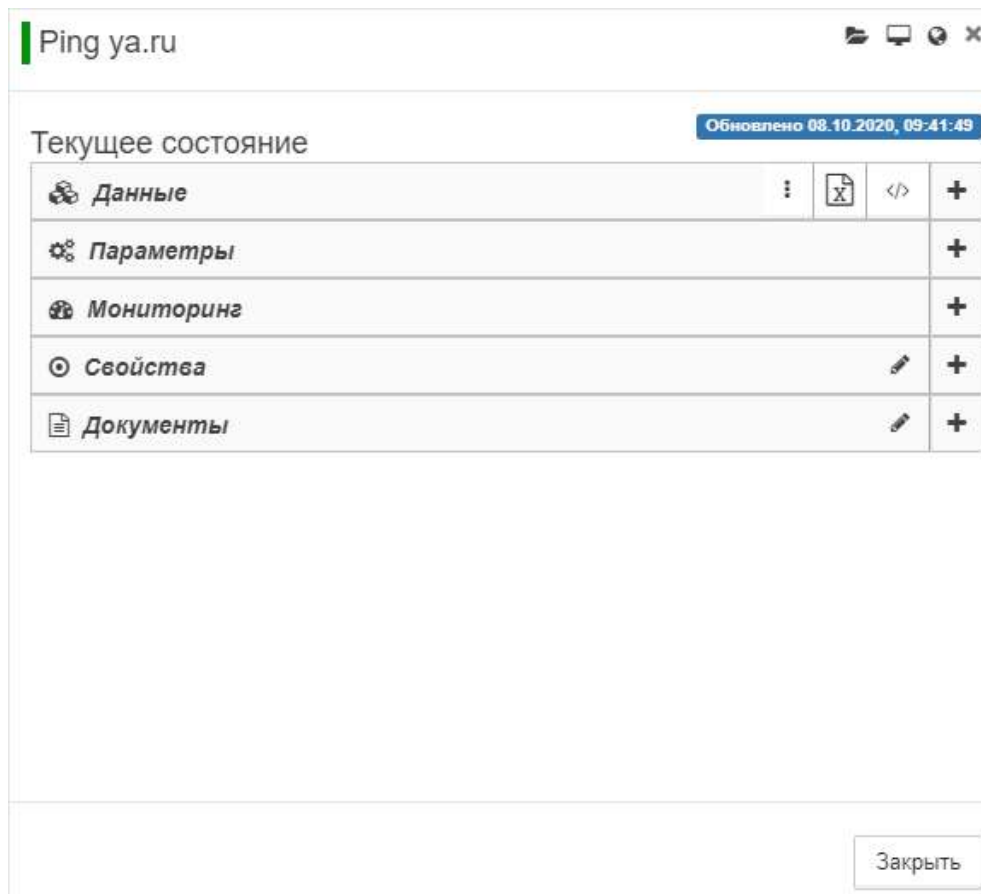 Ping ya.ru
Обновлено 08.10.2020, 09:41:49
Текущее состояние
Данные
Параметры
Мониторинг
Свойства
Документы
Закрыть